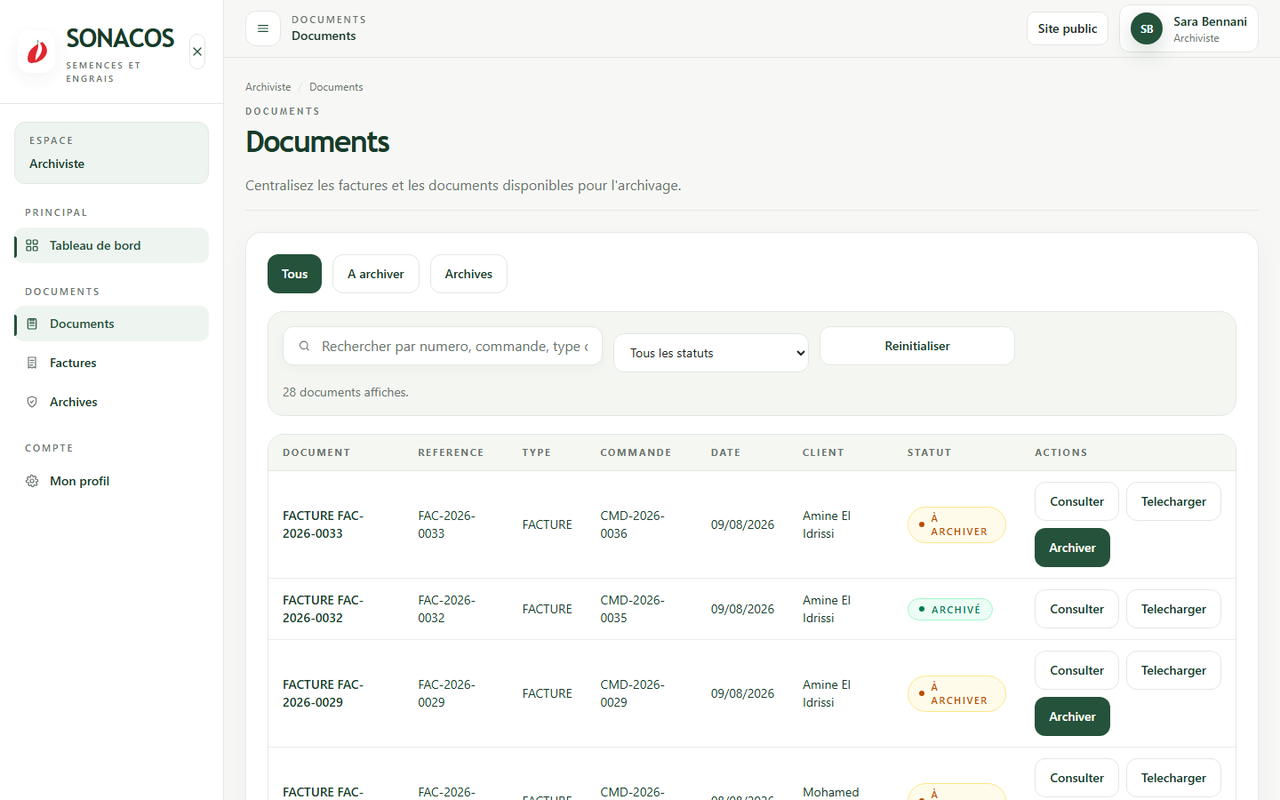 SONACOS
SEMENCES ET
ENGRAIS
ESPACE
Archiviste
PRINCIPAL
Tableau de bord
DOCUMENTS
Documents
Factures
Archives
COMPTE
Mon profil
DOCUMENTS
Documents
Site public
SB
Sara Bennani
Archiviste
Archiviste / Documents
DOCUMENTS
Documents
Centralisez les factures et les documents disponibles pour l'archivage.
Tous
A archiver
Archives
Rechercher par numero, commande, type c
Tous les statuts
Reinitialiser
28 documents affiches.
DOCUMENT REFERENCE TYPE COMMANDE DATE CLIENT STATUT ACTIONS
FACTURE FAC-
2026-0033
FAC-2026-
0033
FACTURE
CMD-2026-
0036
09/08/2026
Amine El
Idrissi
À
ARCHIVER
Consulter
Telecharger
Archiver
FACTURE FAC-
2026-0032
FAC-2026-
0032
FACTURE
CMD-2026-
0035
09/08/2026
Amine El
Idrissi
ARCHIVÉ
Consulter
Telecharger
FACTURE FAC-
2026-0029
FAC-2026-
0029
FACTURE
CMD-2026-
0029
09/08/2026
Amine El
Idrissi
À
ARCHIVER
Consulter
Telecharger
Archiver
FACTURE FAC-
FAC-2026-
FACTURE
CMD-2026-
08/08/2026
Mohamed
À
Consulter
Telecharger